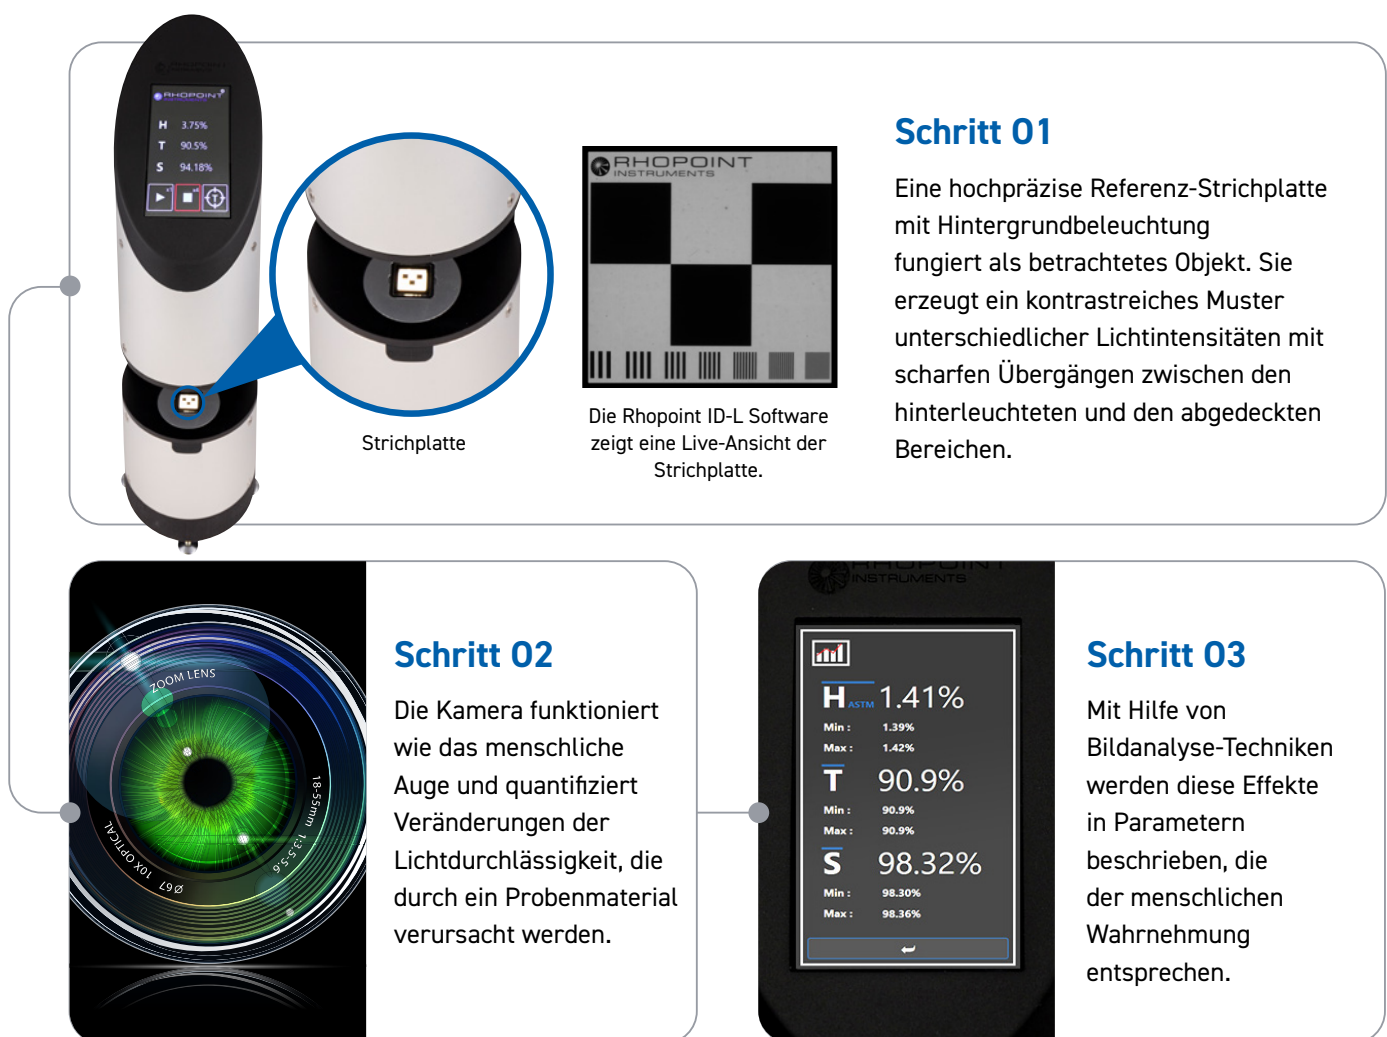 RHOPOINT
INSTRUMENTS
H 3.75%
T 90.5%
S 94.18%
Strichplatte
RHOPOINT
INSTRUMENTS
Die Rhopoint ID-L Software
zeigt eine Live-Ansicht der
Strichplatte.
Schritt 01
Eine hochpräzise Referenz-Strichplatte
mit Hintergrundbeleuchtung
fungiert als betrachtetes Objekt. Sie
erzeugt ein kontrastreiches Muster
unterschiedlicher Lichtintensitäten mit
scharfen Übergängen zwischen den
hinterleuchteten und den abgedeckten
Bereichen.
ZOOM LENS
18-55mm 1:3.5-5.6
Ø67 10X OPTICAL
Schritt 02
Die Kamera funktioniert
wie das menschliche
Auge und quantifiziert
Veränderungen der
Lichtdurchlässigkeit, die
durch ein Probenmaterial
verursacht werden.
RHOPOINT
INSTRUMENTS
H ASTM 1.41%
Min : 1.39%
Max : 1.42%
T 90.9%
Min : 90.9%
Max : 90.9%
S 98.32%
Min : 98.30%
Max : 98.36%
Schritt 03
Mit Hilfe von
Bildanalyse-Techniken
werden diese Effekte
in Parametern
beschrieben, die
der menschlichen
Wahrnehmung
entsprechen.